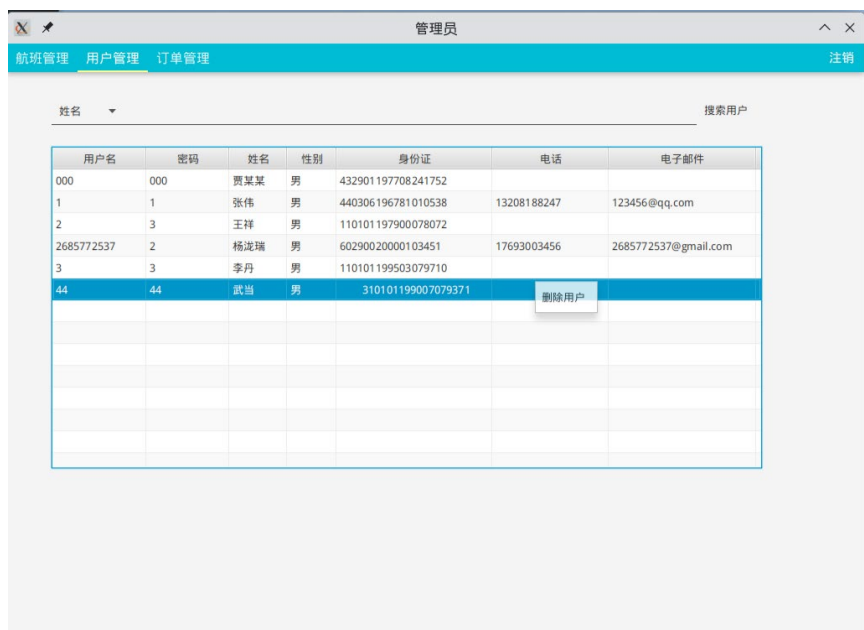 管理员
航班管理 用户管理 订单管理 注销
姓名 搜索用户
用户名 密码 姓名 性别 身份证 电话 电子邮件
000 000 贾某某 男 432901197708241752
1 1 张伟 男 440306196781010538 13208188247 123456@qq.com
2 3 王祥 男 110101197900078072
2685772537 2 杨泷瑞 男 60290020000103451 17693003456 2685772537@gmail.com
3 3 李丹 男 110101199503079710
44 44 武当 男 310101199007079371
删除用户